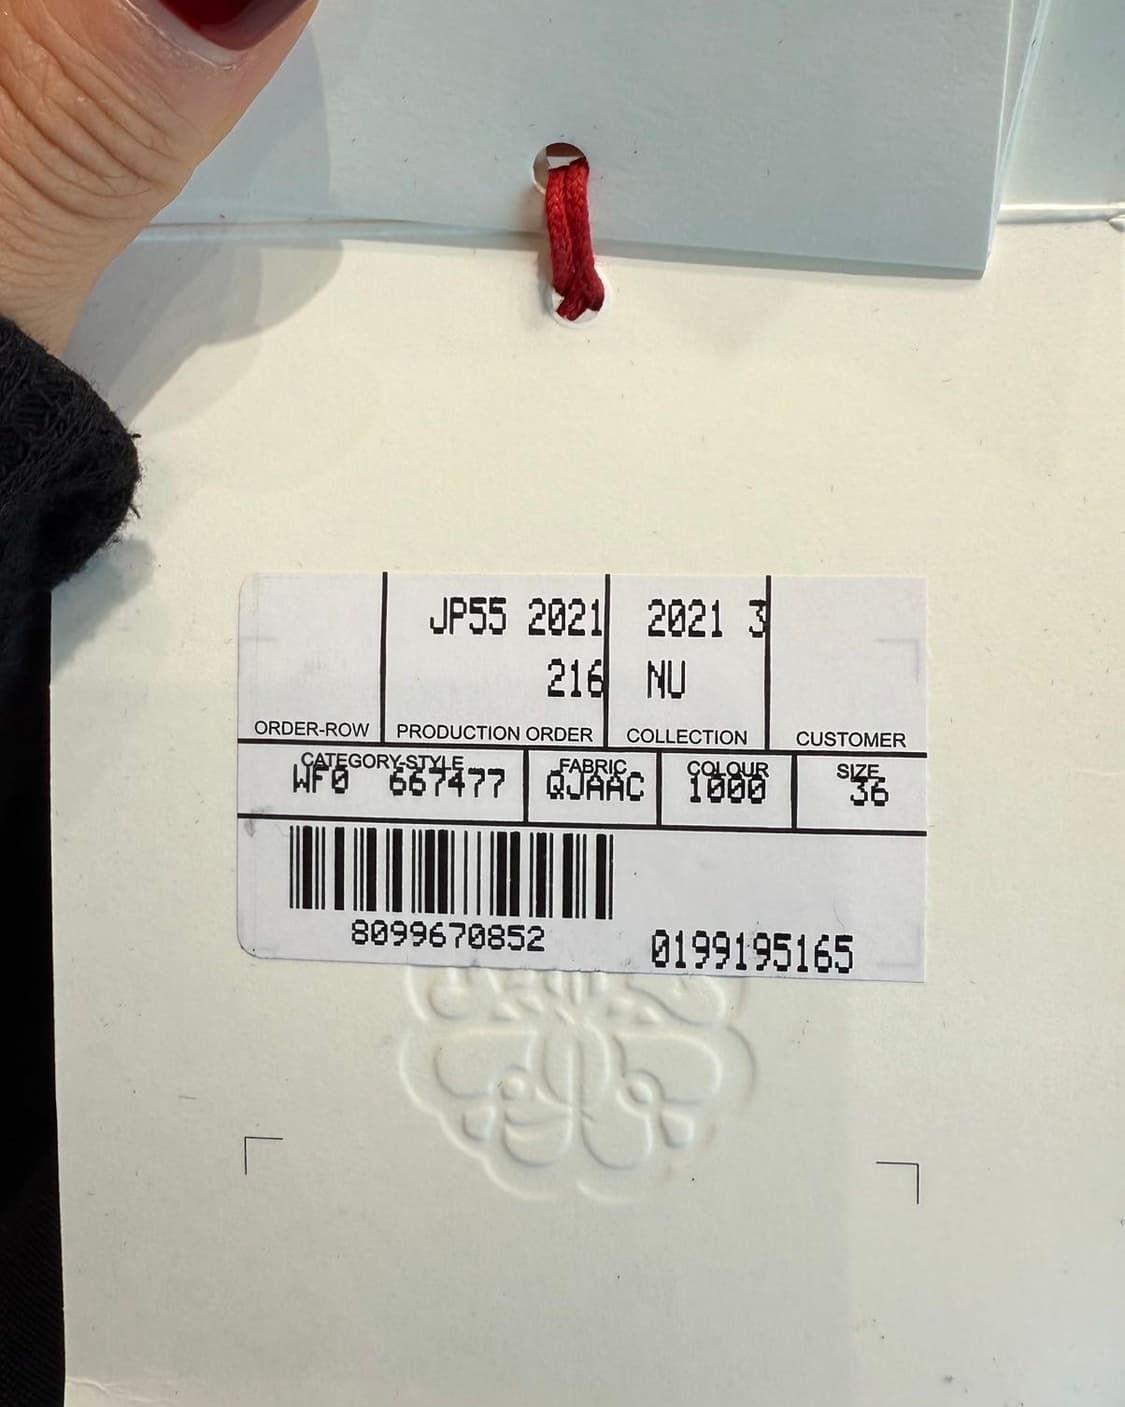 JP55 2021
216
PRODUCTION ORDER
2021 3
NU
COLLECTION
ORDER-ROW
CUSTOMER
CATEGORY-STYLE
WF0 667477
FABRIC
QJAAC
COLOUR
1000
SIZE
36
8099670852
0199195165